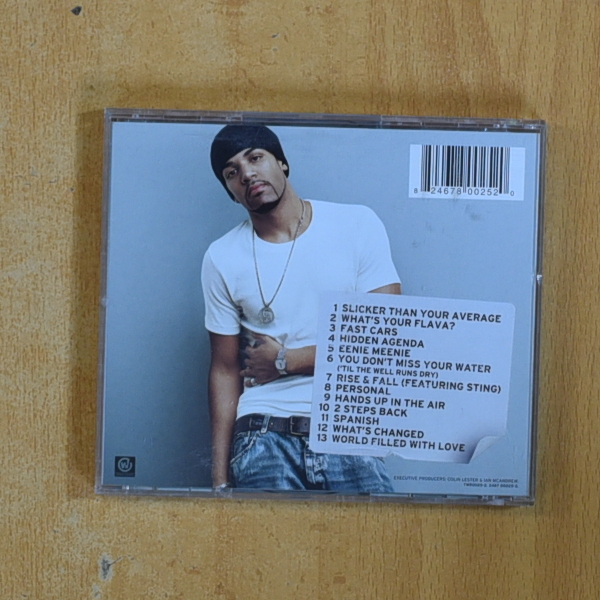 8 24678 00252 0
1 SLICKER THAN YOUR AVERAGE
2 WHAT'S YOUR FLAVA?
3 FAST CARS
4 HIDDEN AGENDA
5 EENIE MEENIE
6 YOU DON'T MISS YOUR WATER
('TIL THE WELL RUNS DRY)
7 RISE & FALL (FEATURING STING)
8 PERSONAL
9 HANDS UP IN THE AIR
10 2 STEPS BACK
11 SPANISH
12 WHAT'S CHANGED
13 WORLD FILLED WITH LOVE
EXECUTIVE PRODUCERS: COLIN LESTER & IAN MCANDREW